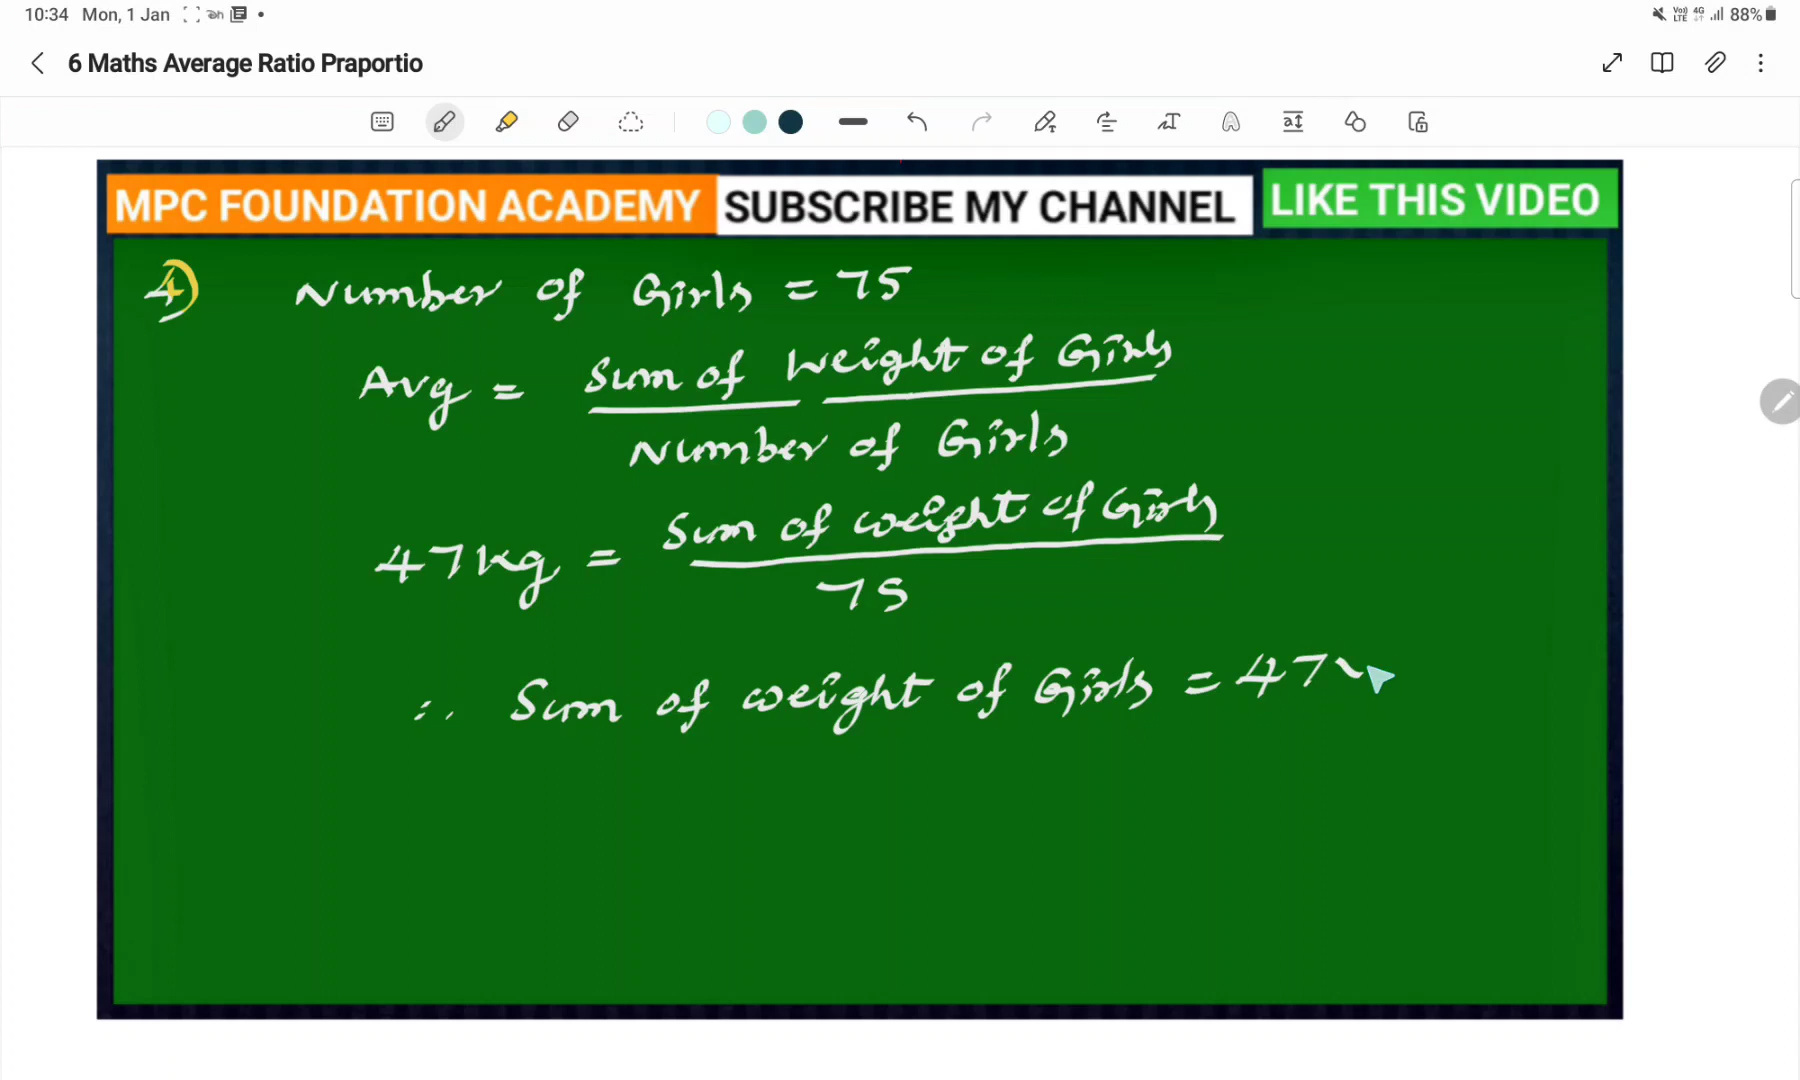 10:34 Mon, 1 Jan
88%
6 Maths Average Ratio Praportio
MPC FOUNDATION ACADEMY SUBSCRIBE MY CHANNEL LIKE THIS VIDEO
4) Number of Girls = 75
Avg = Sum of Weight of Girls
Number of Girls
47kg = Sum of weight of Girls
75
∴ Sum of weight of Girls = 47